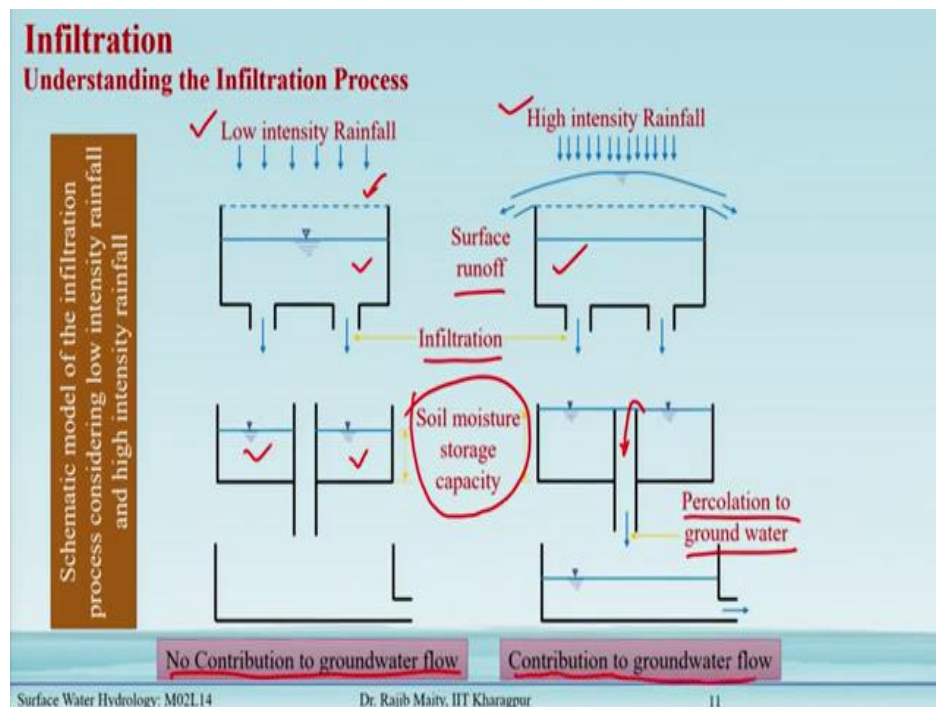 Infiltration
Understanding the Infiltration Process
Schematic model of the infiltration
process considering low intensity rainfall
and high intensity rainfall
Low intensity Rainfall
High intensity Rainfall
Surface
runoff
Infiltration
Soil moisture
storage
capacity
Percolation to
ground water
No Contribution to groundwater flow
Contribution to groundwater flow
Surface Water Hydrology: M02L14
Dr. Rajib Maity, IIT Kharagpur
11